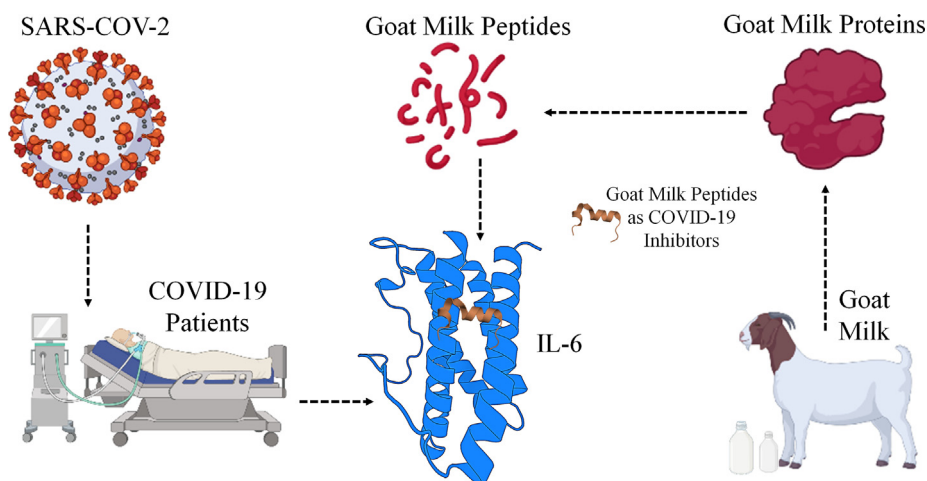 SARS-COV-2
Goat Milk Peptides
Goat Milk Proteins
Goat Milk Peptides
as COVID-19
Inhibitors
COVID-19
Patients
IL-6
Goat
Milk